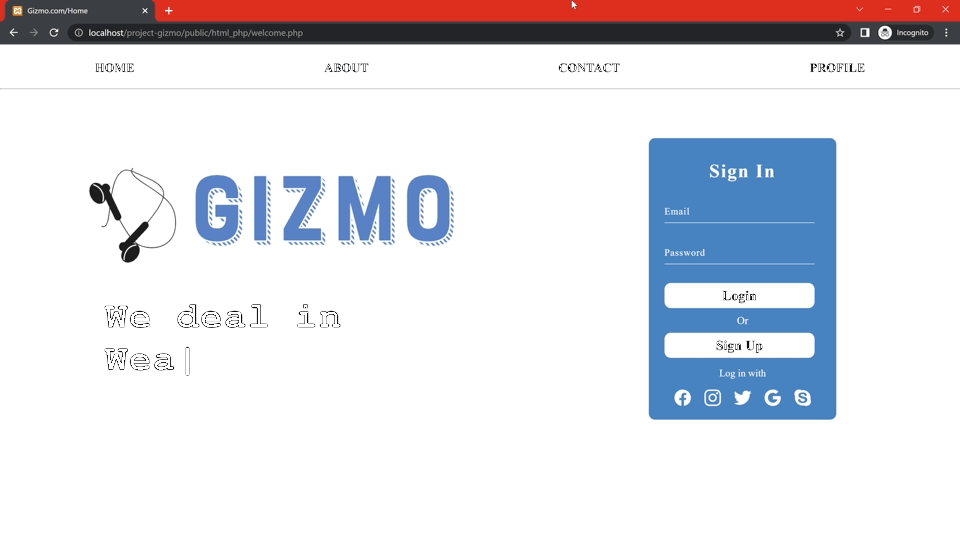 Gizmo.com/Home
localhost/project-gizmo/public/html_php/welcome.php
Incognito
HOME ABOUT CONTACT PROFILE
GIZMO
We deal in
Wea|
Sign In
Email
Password
Login
Or
Sign Up
Log in with